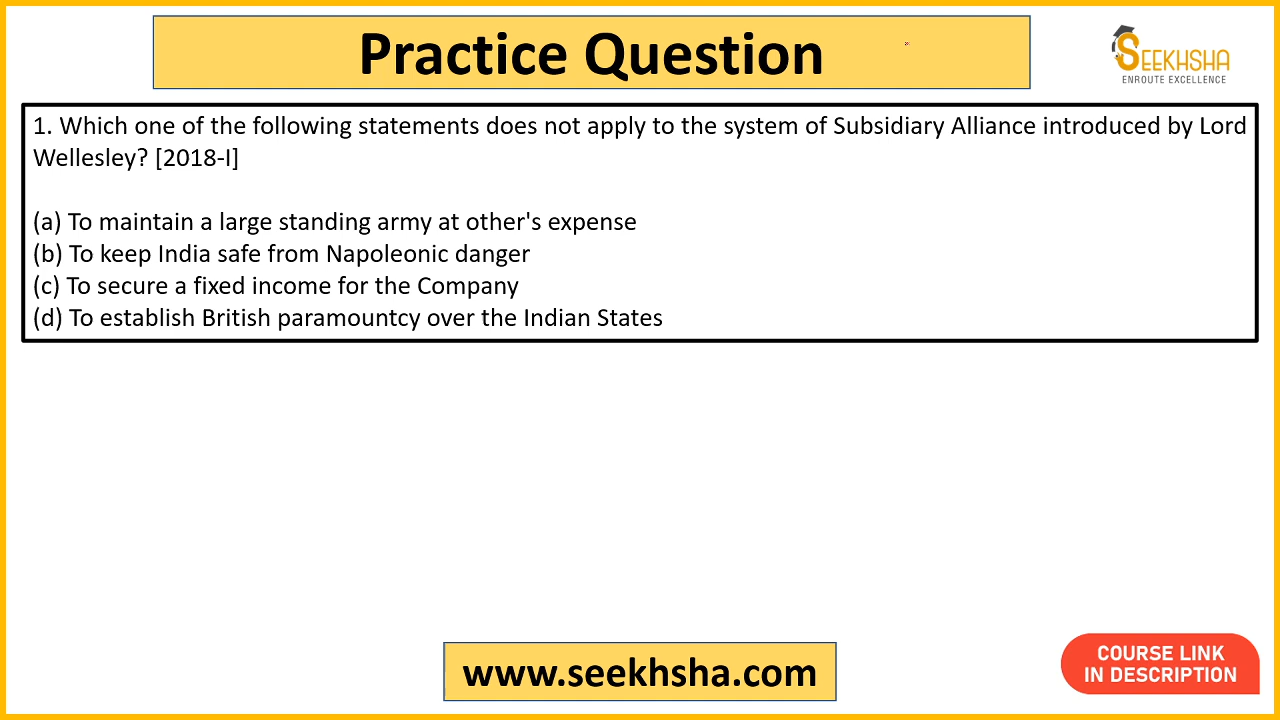 Practice Question
SEEKHSHA
ENROUTE EXCELLENCE
1. Which one of the following statements does not apply to the system of Subsidiary Alliance introduced by Lord
Wellesley? [2018-I]
(a) To maintain a large standing army at other's expense
(b) To keep India safe from Napoleonic danger
(c) To secure a fixed income for the Company
(d) To establish British paramountcy over the Indian States
www.seekhsha.com
COURSE LINK
IN DESCRIPTION